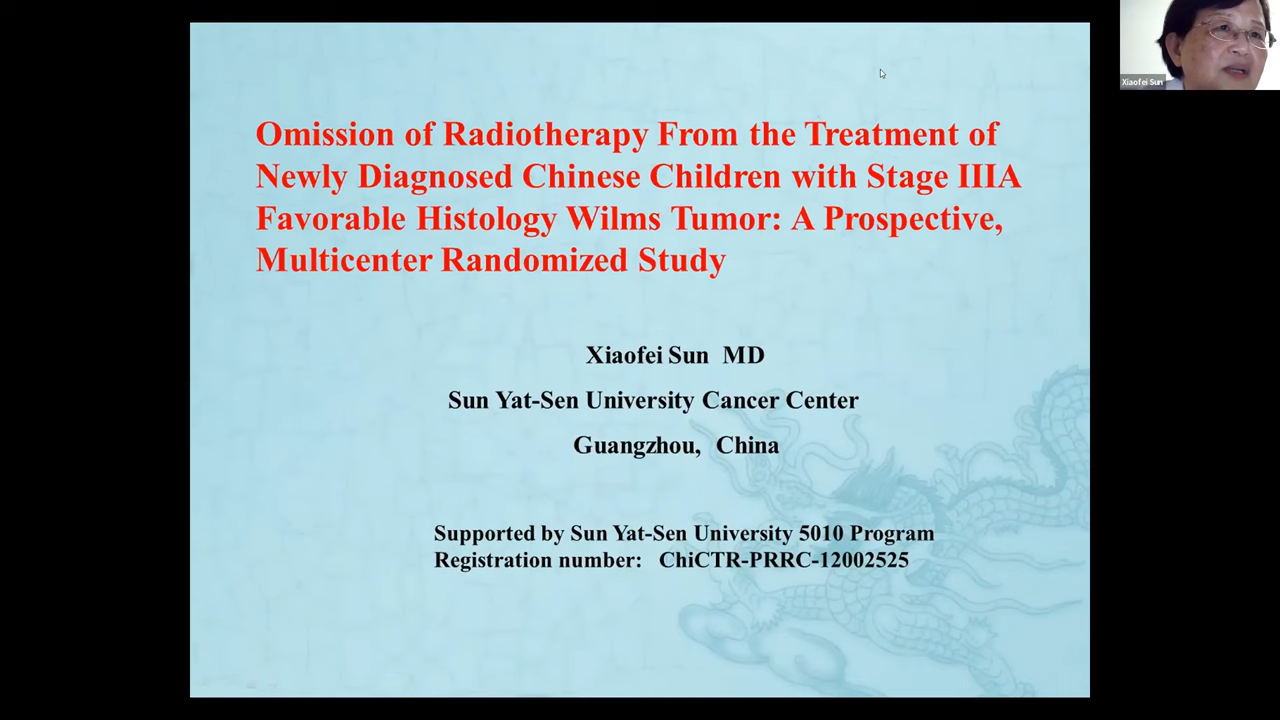 Omission of Radiotherapy From the Treatment of
Newly Diagnosed Chinese Children with Stage IIIA
Favorable Histology Wilms Tumor: A Prospective,
Multicenter Randomized Study
Xiaofei Sun MD
Sun Yat-Sen University Cancer Center
Guangzhou, China
Supported by Sun Yat-Sen University 5010 Program
Registration number: ChiCTR-PRRC-12002525
Xiaofei Sun